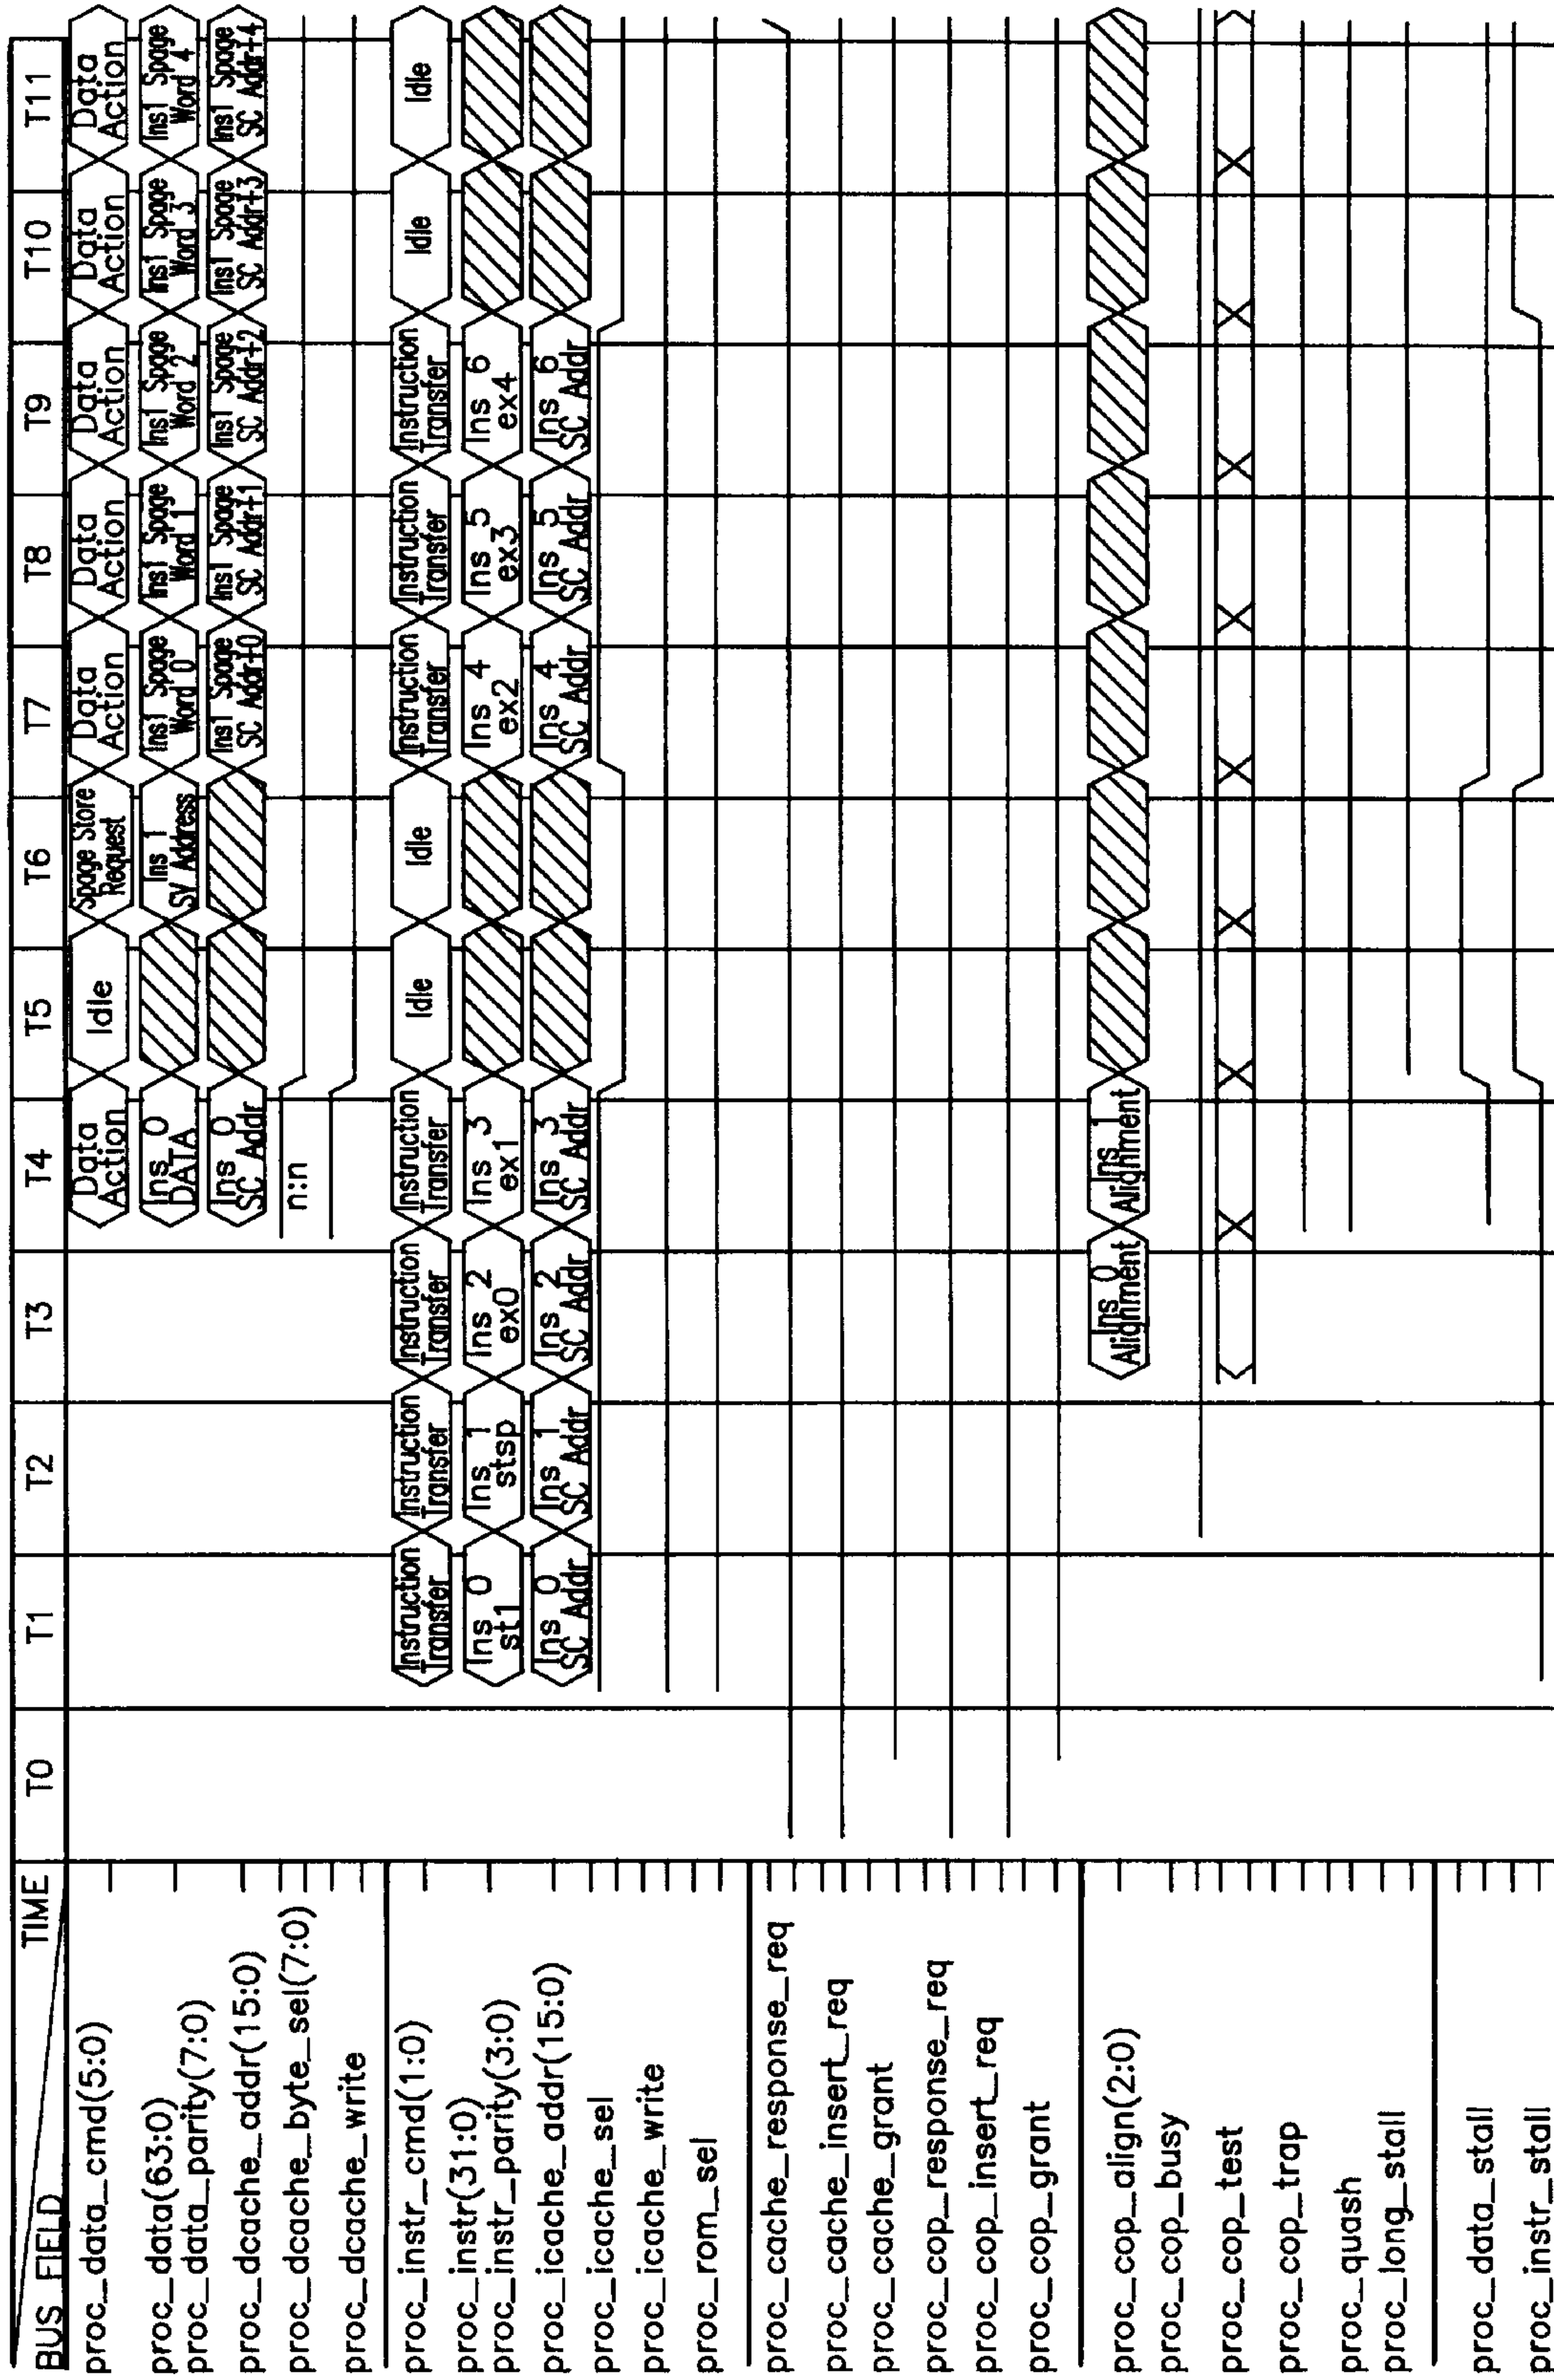 BUS FIELD TIME T0 T1 T2 T3 T4 T5 T6 T7 T8 T9 T10 T11
proc_data_cmd(5:0) Data Action Idle Spage Store Request Data Action Data Action Data Action Data Action Data Action
proc_data(63:0)
proc_data_parity(7:0) Ins 0 DATA Ins 1 SV Address Ins1 Spage Word 0 Ins1 Spage Word 1 Ins1 Spage Word 2 Ins1 Spage Word 3 Ins1 Spage Word 4
proc_dcache_addr(15:0) Ins 0 SC Addr Ins1 Spage SC Addr+0 Ins1 Spage SC Addr+1 Ins1 Spage SC Addr+2 Ins1 Spage SC Addr+3 Ins1 Spage SC Addr+4
proc_dcache_byte_sel(7:0) n:n
proc_dcache_write
proc_instr_cmd(1:0) Instruction Transfer Instruction Transfer Instruction Transfer Instruction Transfer Idle Idle Instruction Transfer Instruction Transfer Instruction Transfer Idle Idle
proc_instr(31:0)
proc_instr_parity(3:0) Ins 0 st1 Ins 1 stsp Ins 2 ex0 Ins 3 ex1 Ins 4 ex2 Ins 5 ex3 Ins 6 ex4
proc_icache_addr(15:0) Ins 0 SC Addr Ins 1 SC Addr Ins 2 SC Addr Ins 3 SC Addr Ins 4 SC Addr Ins 5 SC Addr Ins 6 SC Addr
proc_icache_sel
proc_icache_write
proc_rom_sel
proc_cache_response_req
proc_cache_insert_req
proc_cache_grant
proc_cop_response_req
proc_cop_insert_req
proc_cop_grant
proc_cop_align(2:0) Ins 0 Alignment Ins 1 Alignment
proc_cop_busy
proc_cop_test
proc_cop_trap
proc_quash
proc_long_stall
proc_data_stall
proc_instr_stall